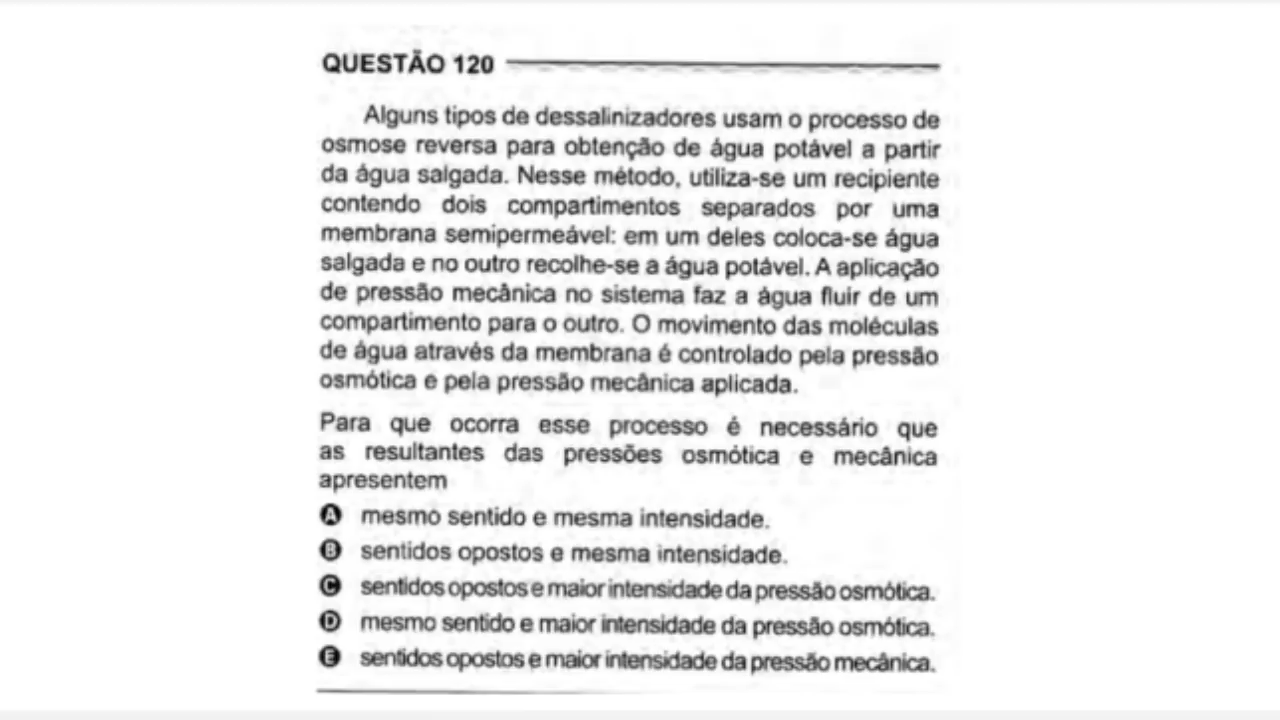 QUESTÃO 120
Alguns tipos de dessalinizadores usam o processo de
osmose reversa para obtenção de água potável a partir
da água salgada. Nesse método, utiliza-se um recipiente
contendo dois compartimentos separados por uma
membrana semipermeável: em um deles coloca-se água
salgada e no outro recolhe-se a água potável. A aplicação
de pressão mecânica no sistema faz a água fluir de um
compartimento para o outro. O movimento das moléculas
de água através da membrana é controlado pela pressão
osmótica e pela pressão mecânica aplicada.
Para que ocorra esse processo é necessário que
as resultantes das pressões osmótica e mecânica
apresentem
A mesmo sentido e mesma intensidade.
B sentidos opostos e mesma intensidade.
C sentidos opostos e maior intensidade da pressão osmótica.
D mesmo sentido e maior intensidade da pressão osmótica.
E sentidos opostos e maior intensidade da pressão mecânica.